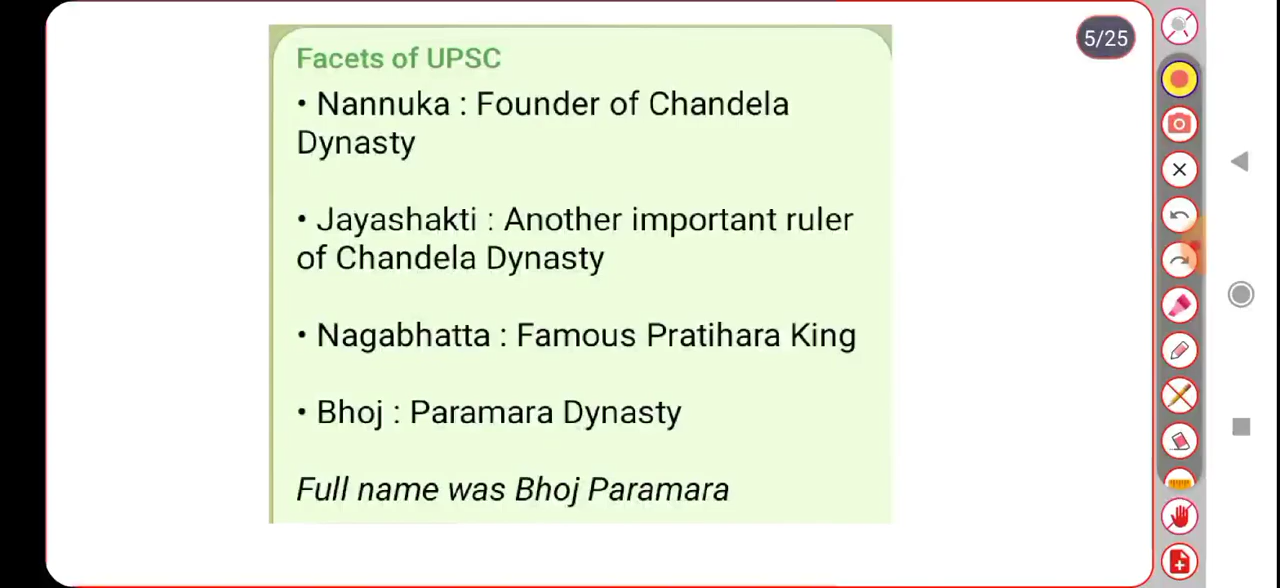 5/25
Facets of UPSC
• Nannuka : Founder of Chandela
Dynasty
• Jayashakti : Another important ruler
of Chandela Dynasty
• Nagabhatta : Famous Pratihara King
• Bhoj : Paramara Dynasty
Full name was Bhoj Paramara